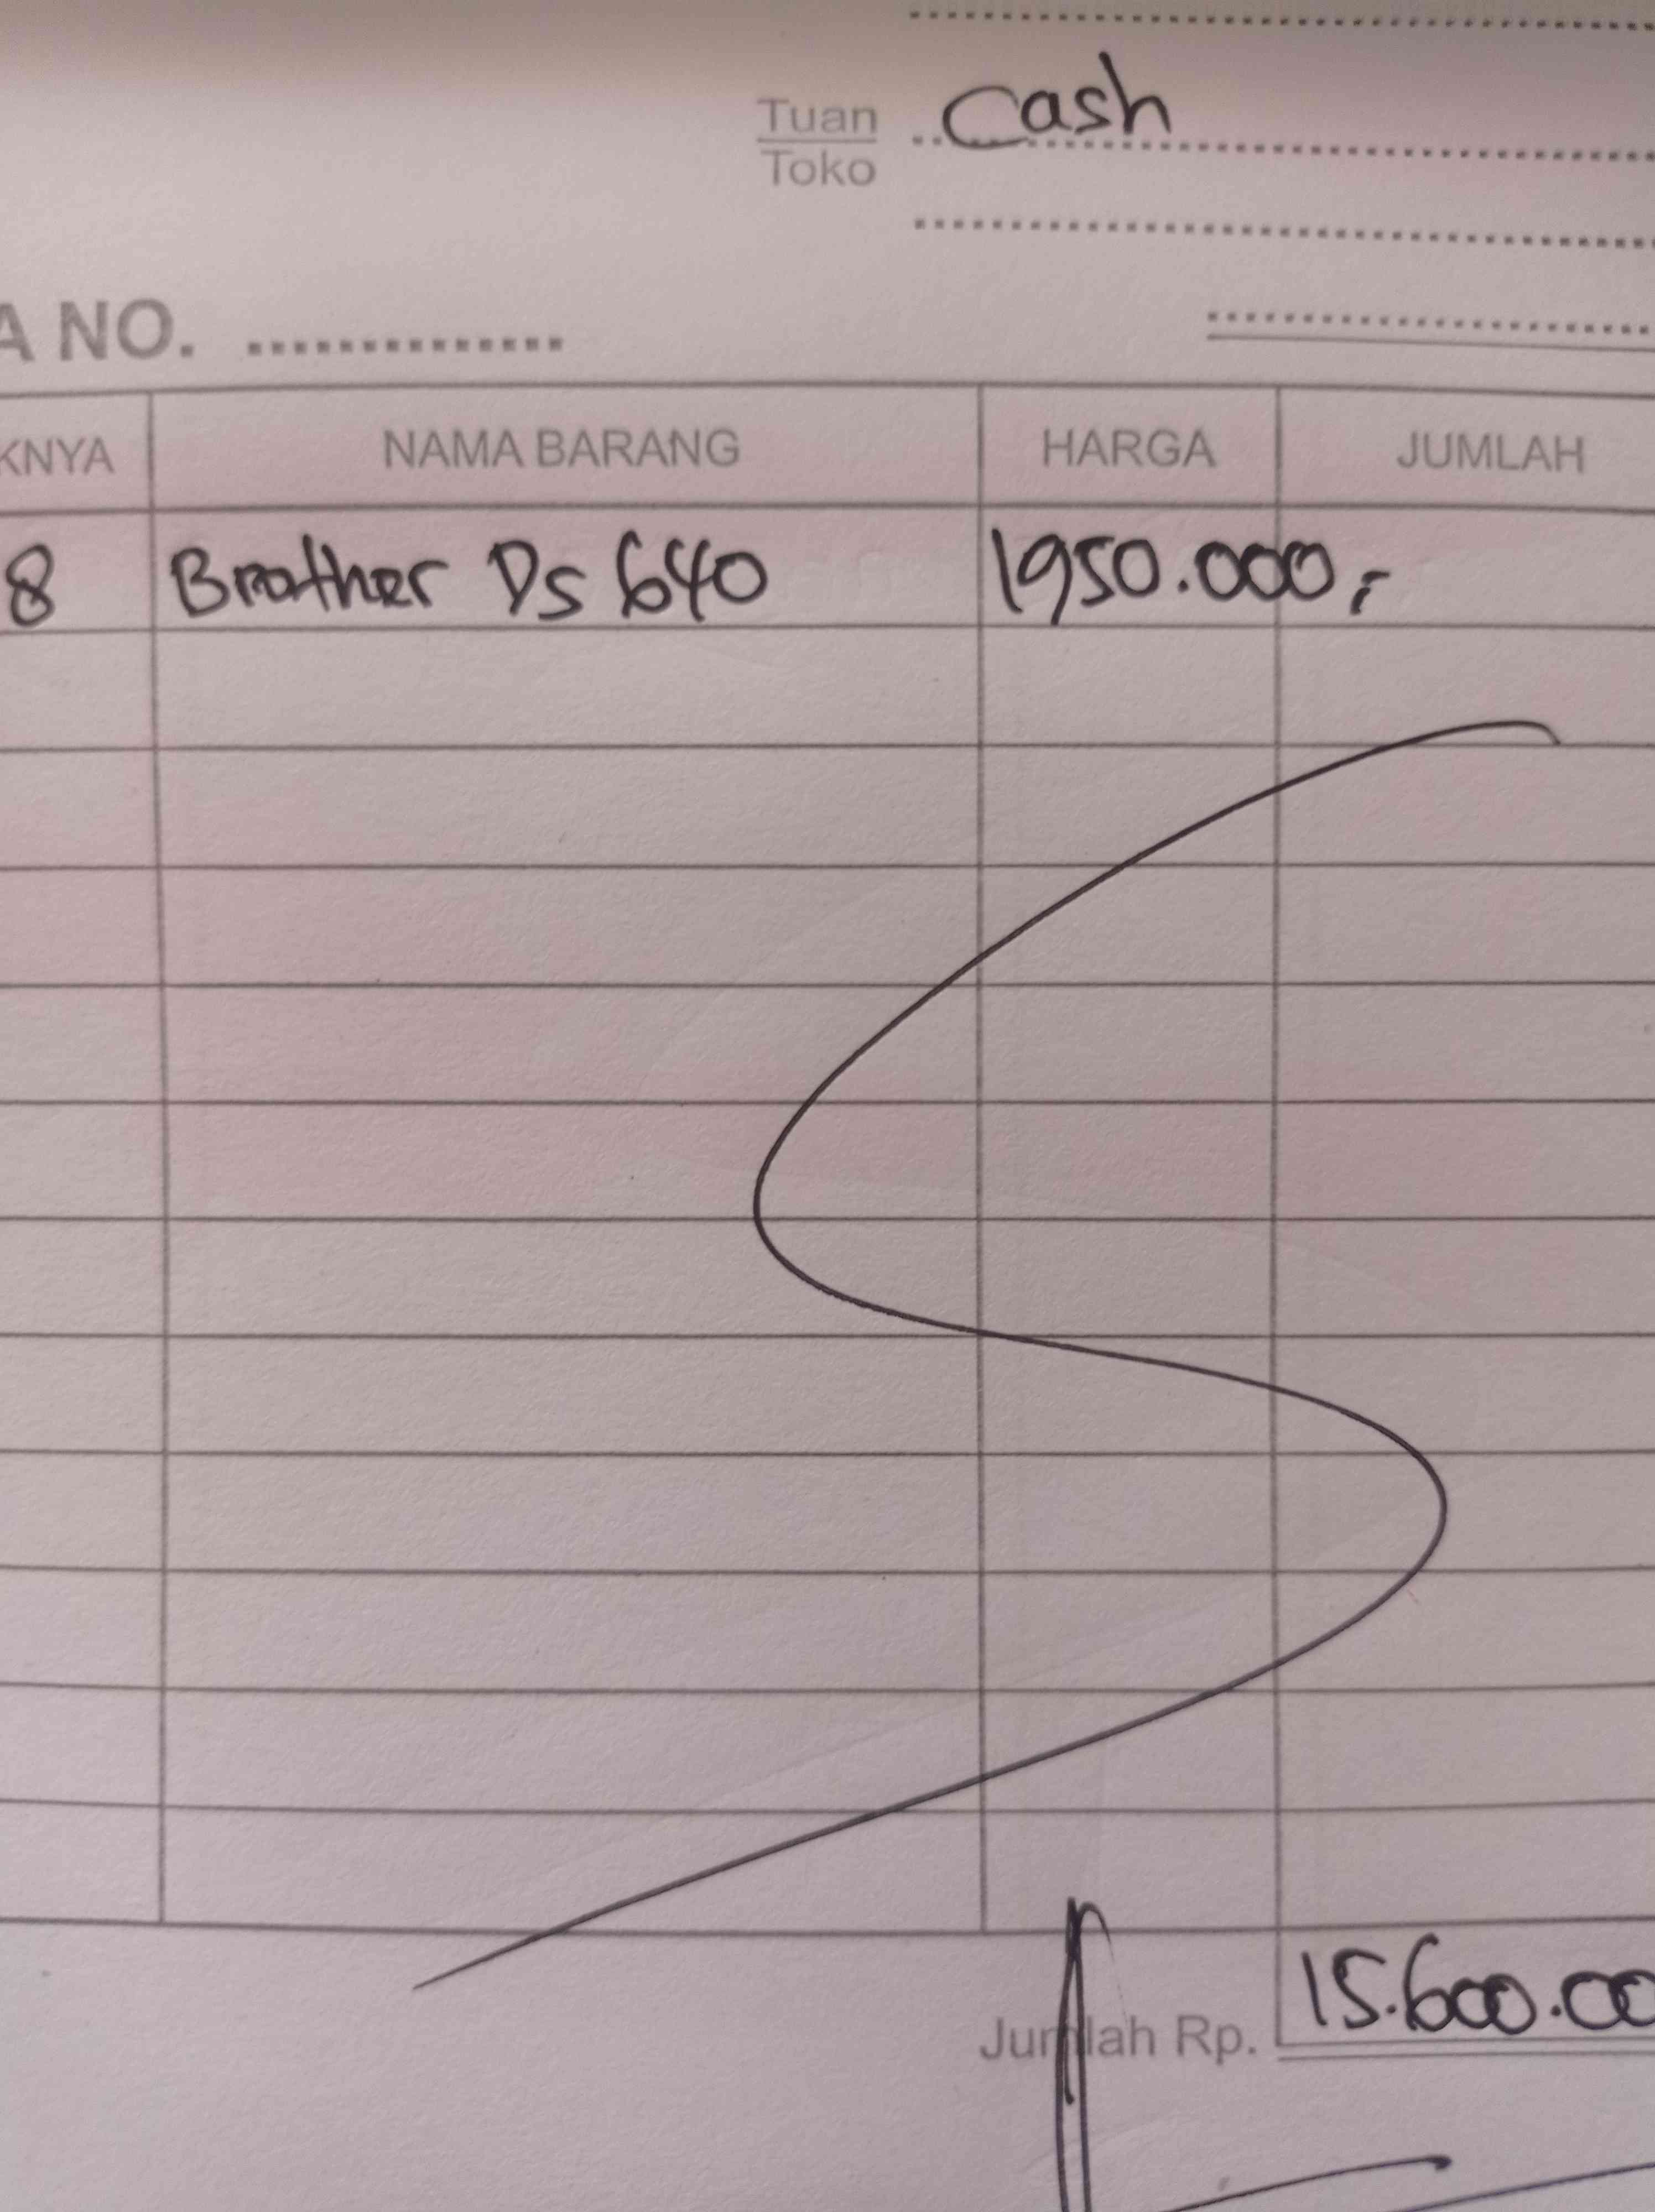 Tuan Cash
Toko
A NO. ..............
KNYA NAMA BARANG HARGA JUMLAH
8 Brother Ds 640 1950.000,-
Jumlah Rp. 15.600.00